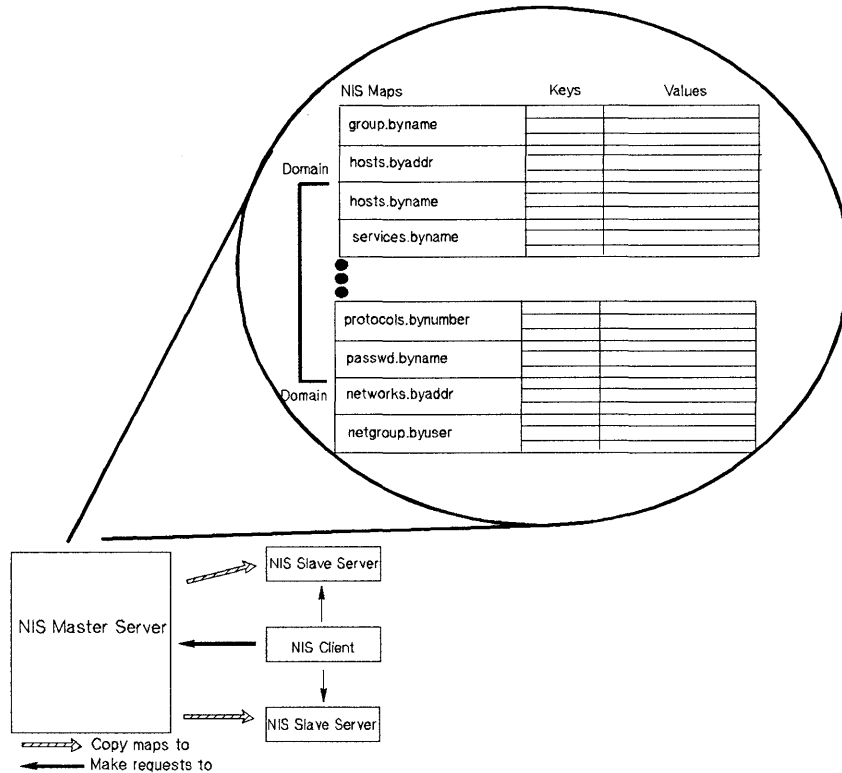 NIS Maps Keys Values
group.byname
Domain
hosts.byaddr
hosts.byname
services.byname
protocols.bynumber
passwd.byname
Domain
networks.byaddr
netgroup.byuser
NIS Slave Server
NIS Master Server
NIS Client
NIS Slave Server
Copy maps to
Make requests to